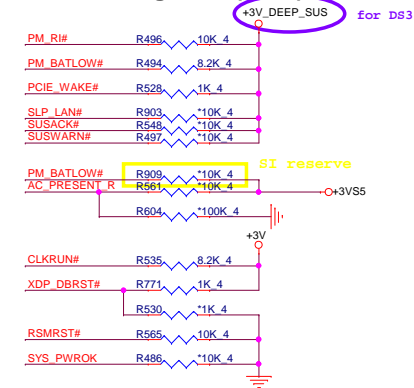 +3V_DEEP_SUS for DS3
PM_RI# R496 10K_4
PM_BATLOW# R494 8.2K_4
PCIE_WAKE# R528 1K_4
SLP_LAN# R903 *10K_4
SUSACK# R548 *10K_4
SUSWARN# R497 *10K_4
SI reserve
PM_BATLOW# R909 *10K_4
AC_PRESENT_R R561 *10K_4 +3VS5
R604 *100K_4
+3V
CLKRUN# R535 8.2K_4
XDP_DBRST# R771 1K_4
R530 *1K_4
RSMRST# R565 10K_4
SYS_PWROK R486 *10K_4